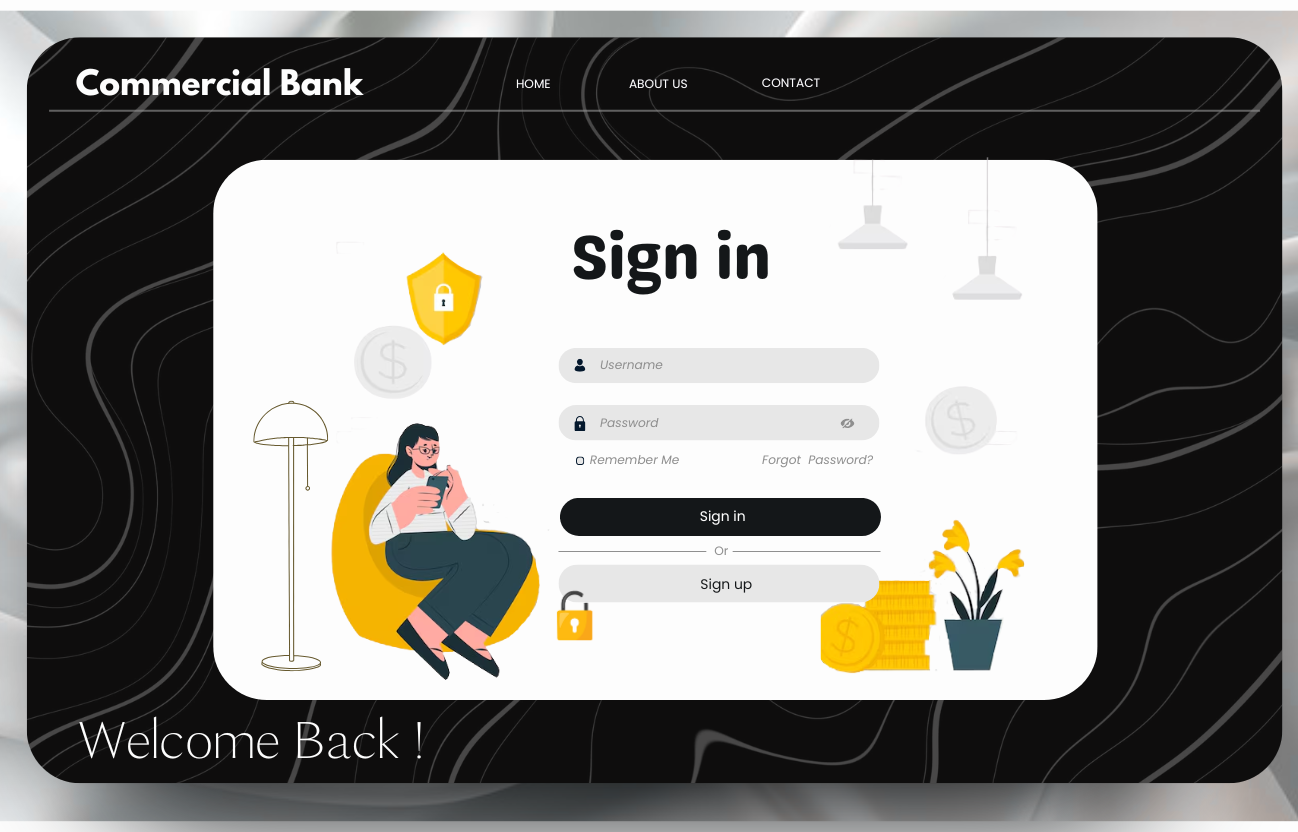 Commercial Bank
HOME
ABOUT US
CONTACT
Sign in
Username
Password
Remember Me
Forgot Password?
Sign in
Or
Sign up
Welcome Back !